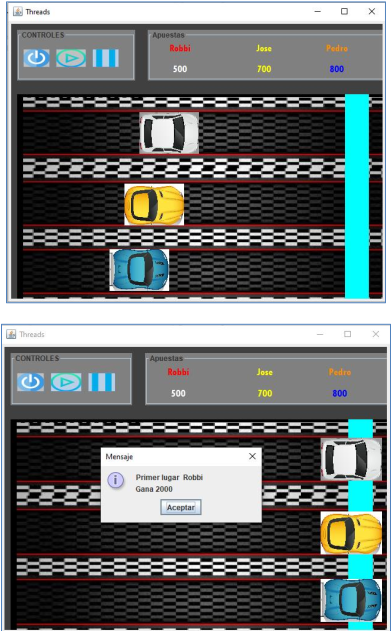 Threads
CONTROLES
Apuestas
Robbi Jose Pedro
500 700 800
Threads
CONTROLES
Apuestas
Robbi Jose Pedro
500 700 800
Mensaje
Primer lugar Robbi
Gana 2000
Aceptar